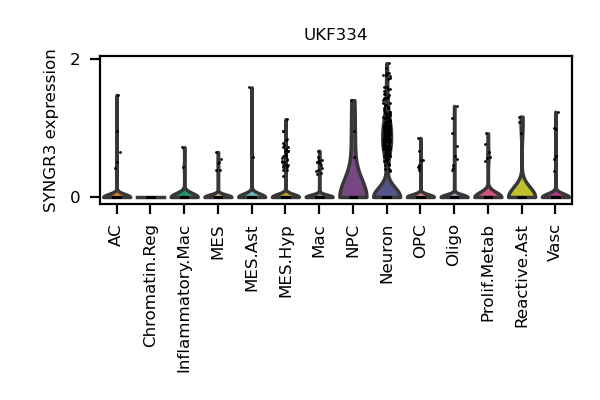 UKF334
SYNGR3 expression
2
0
AC
Chromatin.Reg
Inflammatory.Mac
MES
MES.Ast
MES.Hyp
Mac
NPC
Neuron
OPC
Oligo
Prolif.Metab
Reactive.Ast
Vasc